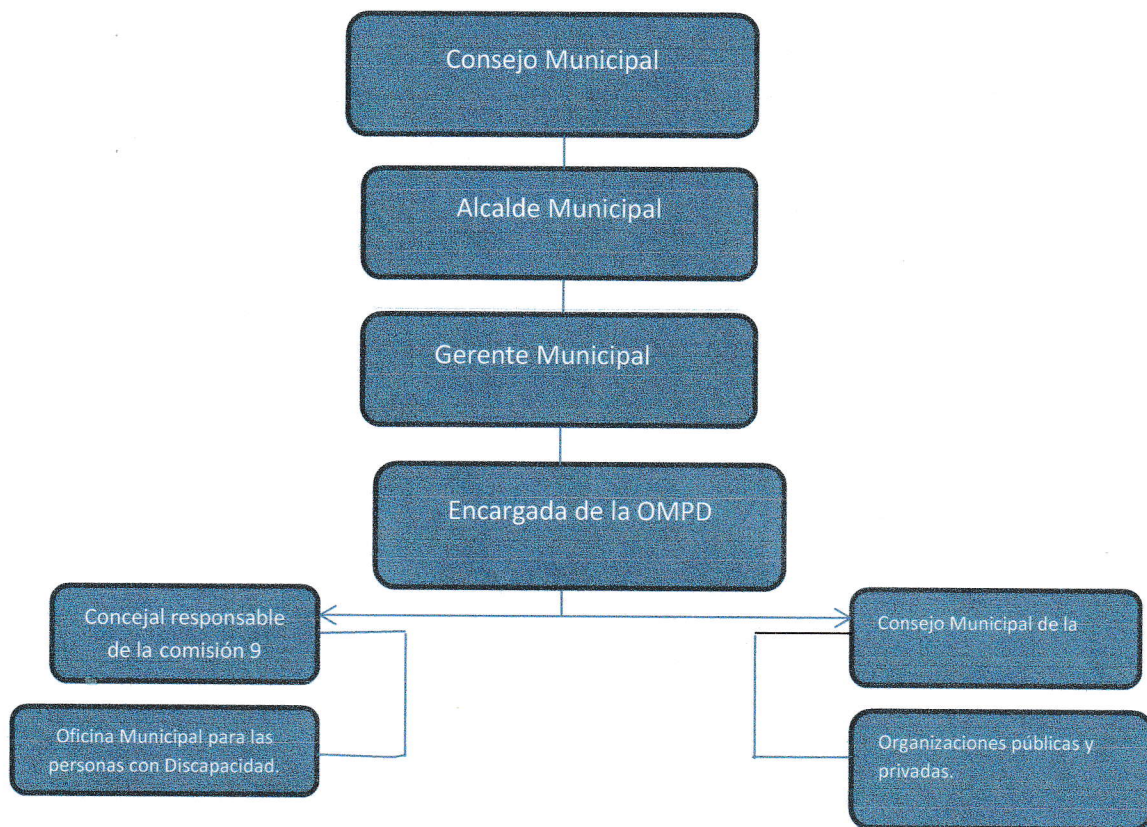 Consejo Municipal
Alcalde Municipal
Gerente Municipal
Encargada de la OMPD
Concejal responsable
de la comisión 9
Consejo Municipal de la
Oficina Municipal para las
personas con Discapacidad.
Organizaciones públicas y
privadas.